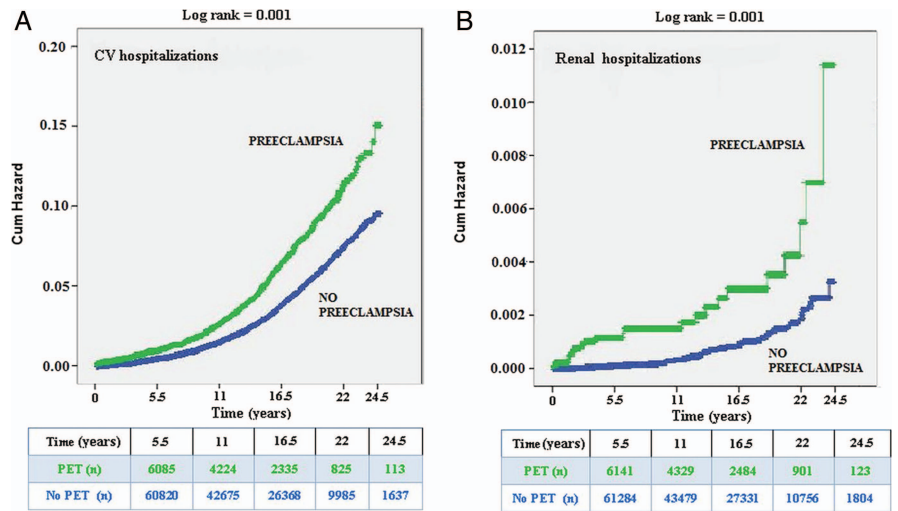 A
Log rank = 0.001
CV hospitalizations
Cum Hazard
0.20
0.15
0.10
0.05
0.00
PREECLAMPSIA
NO
PREECLAMPSIA
0 5.5 11 16.5 22 24.5
Time (years)
Time (years) 5.5 11 16.5 22 24.5
PET (n) 6085 4224 2335 825 113
No PET (n) 60820 42675 26368 9985 1637
B
Log rank = 0.001
Renal hospitalizations
Cum Hazard
0.012
0.010
0.008
0.006
0.004
0.002
0.000
PREECLAMPSIA
NO
PREECLAMPSIA
0 5.5 11 16.5 22 24.5
Time (years)
Time (years) 5.5 11 16.5 22 24.5
PET (n) 6141 4329 2484 901 123
No PET (n) 61284 43479 27331 10756 1804